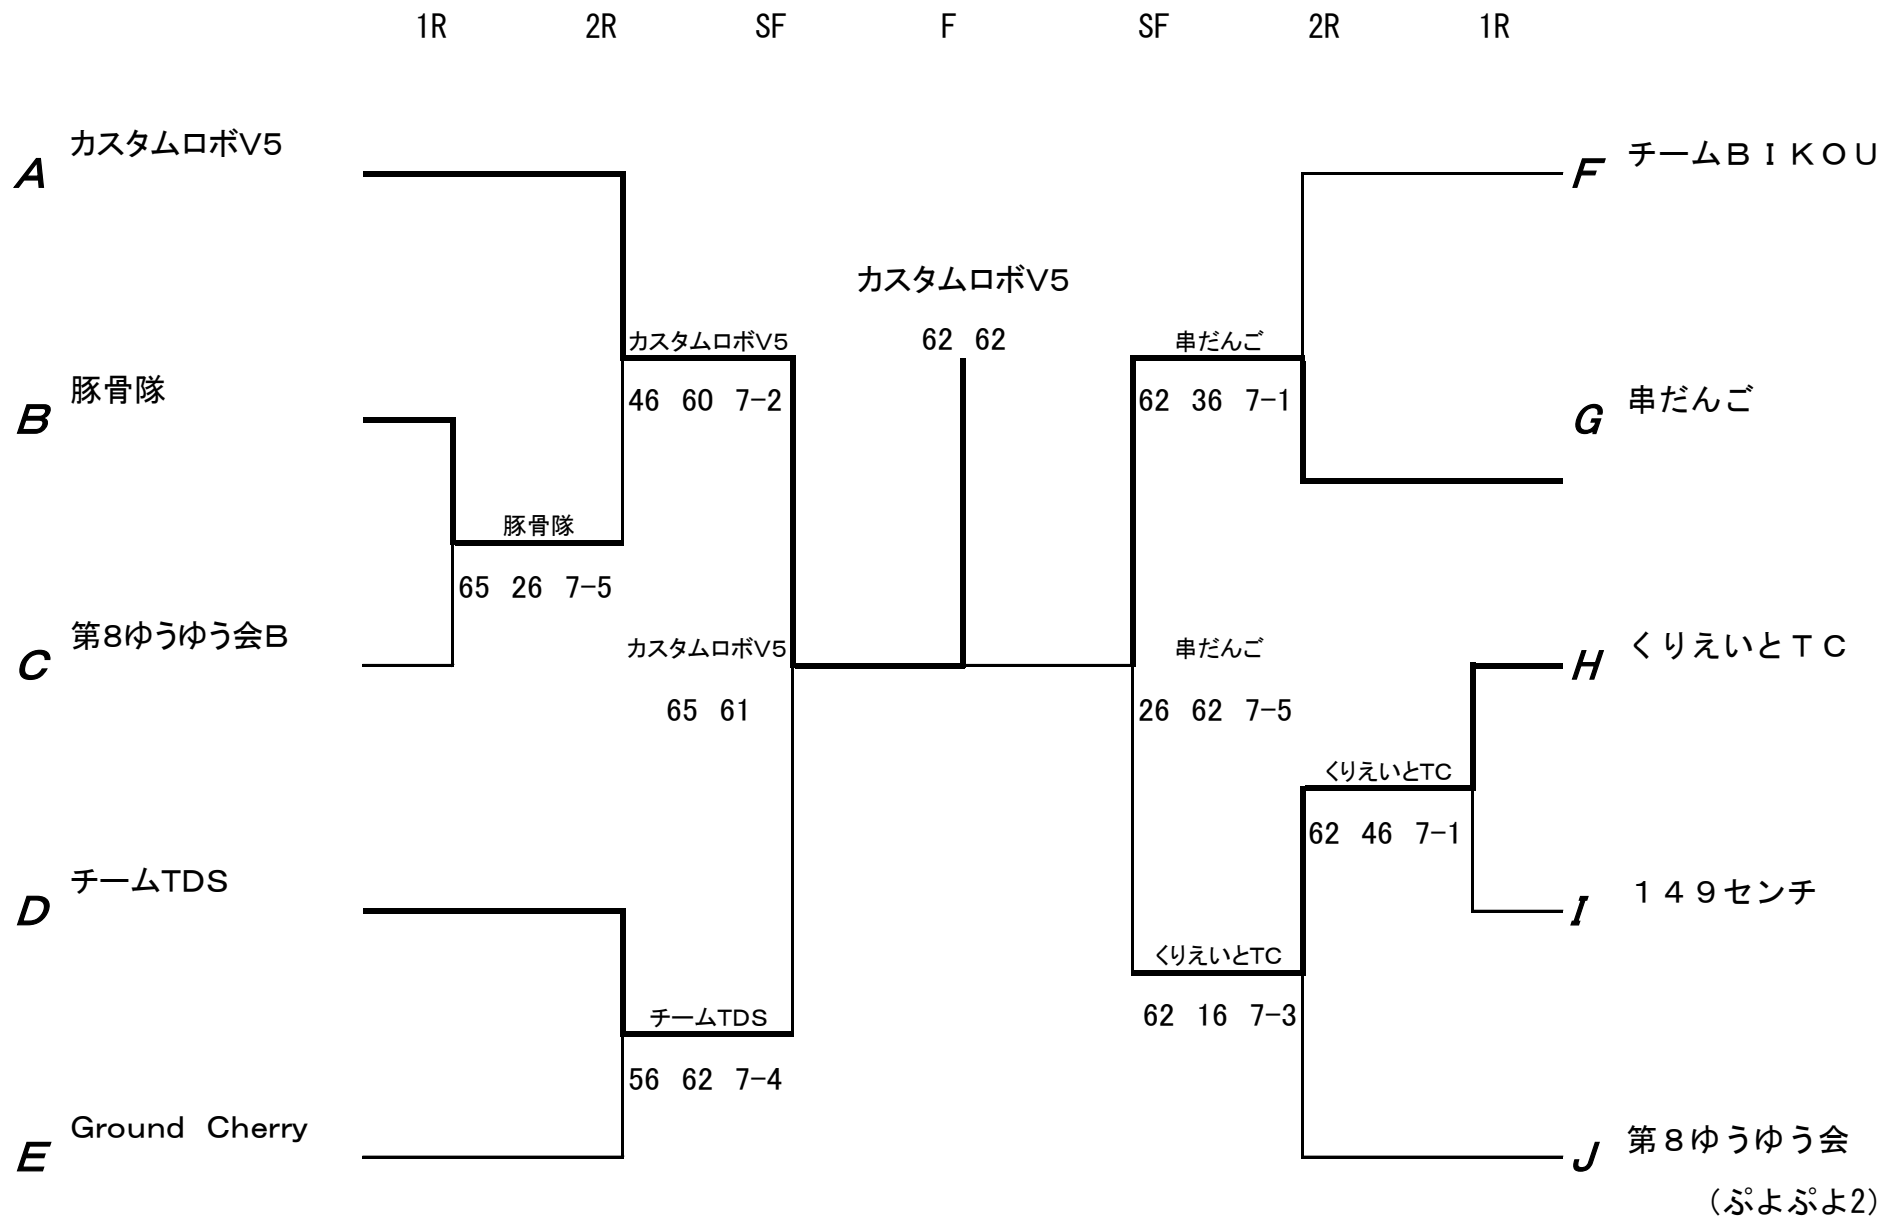 1R 2R SF F SF 2R 1R
カスタムロボV5
A
チームＢＩＫＯＵ
F
カスタムロボV5
62 62
カスタムロボV5
46 60 7-2
串だんご
62 36 7-1
豚骨隊
B
串だんご
G
豚骨隊
65 26 7-5
第8ゆうゆう会B
C
カスタムロボV5
65 61
串だんご
26 62 7-5
くりえいとＴＣ
H
くりえいとTC
62 46 7-1
チームTDS
D
１４９センチ
I
くりえいとTC
62 16 7-3
チームTDS
56 62 7-4
Ground Cherry
E
第８ゆうゆう会
J
（ぷよぷよ2）